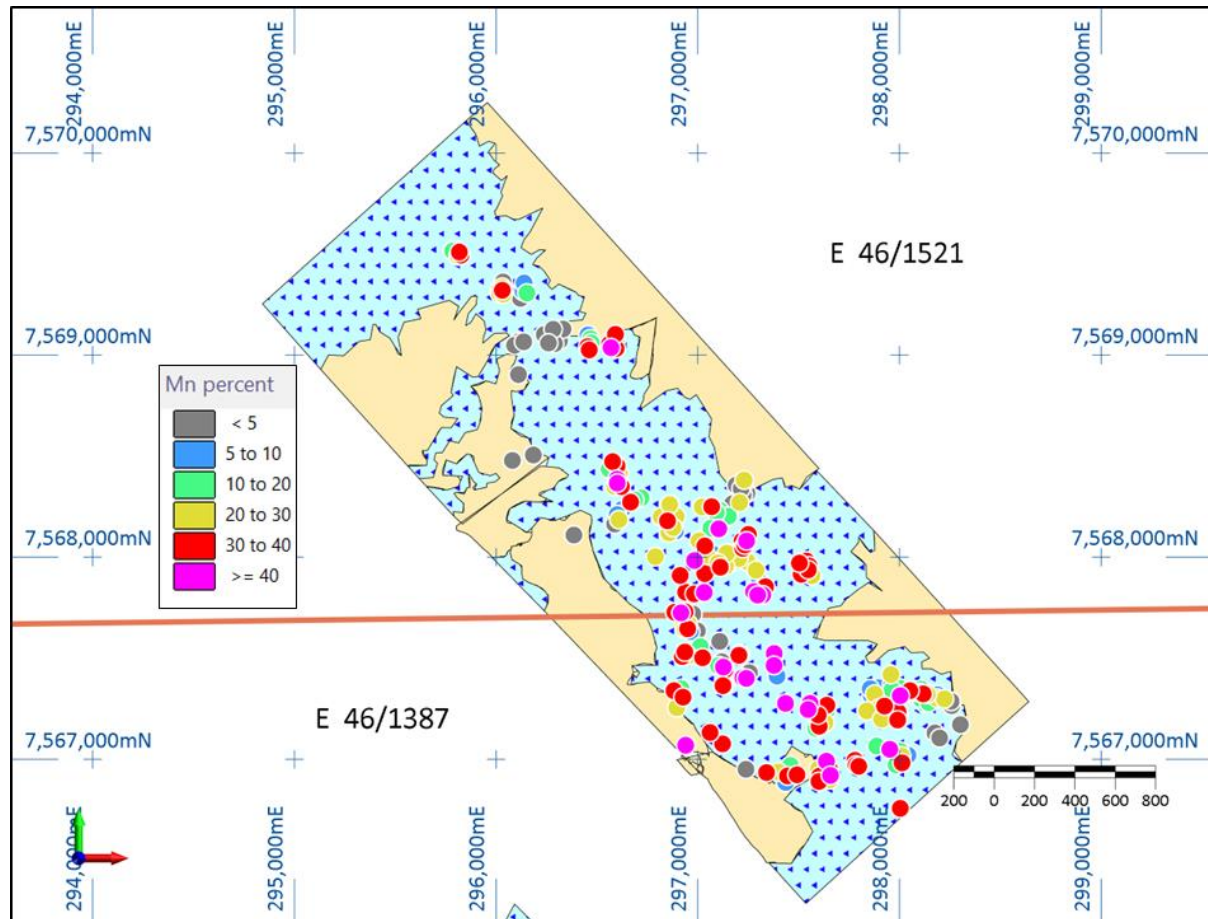 294,000mE
295,000mE
296,000mE
297,000mE
298,000mE
299,000mE
7,570,000mN
7,570,000mN
E 46/1521
7,569,000mN
7,569,000mN
Mn percent
< 5
5 to 10
10 to 20
20 to 30
30 to 40
>= 40
7,568,000mN
7,568,000mN
E 46/1387
7,567,000mN
7,567,000mN
200 0 200 400 600 800
294,000mE
295,000mE
296,000mE
297,000mE
298,000mE
299,000mE